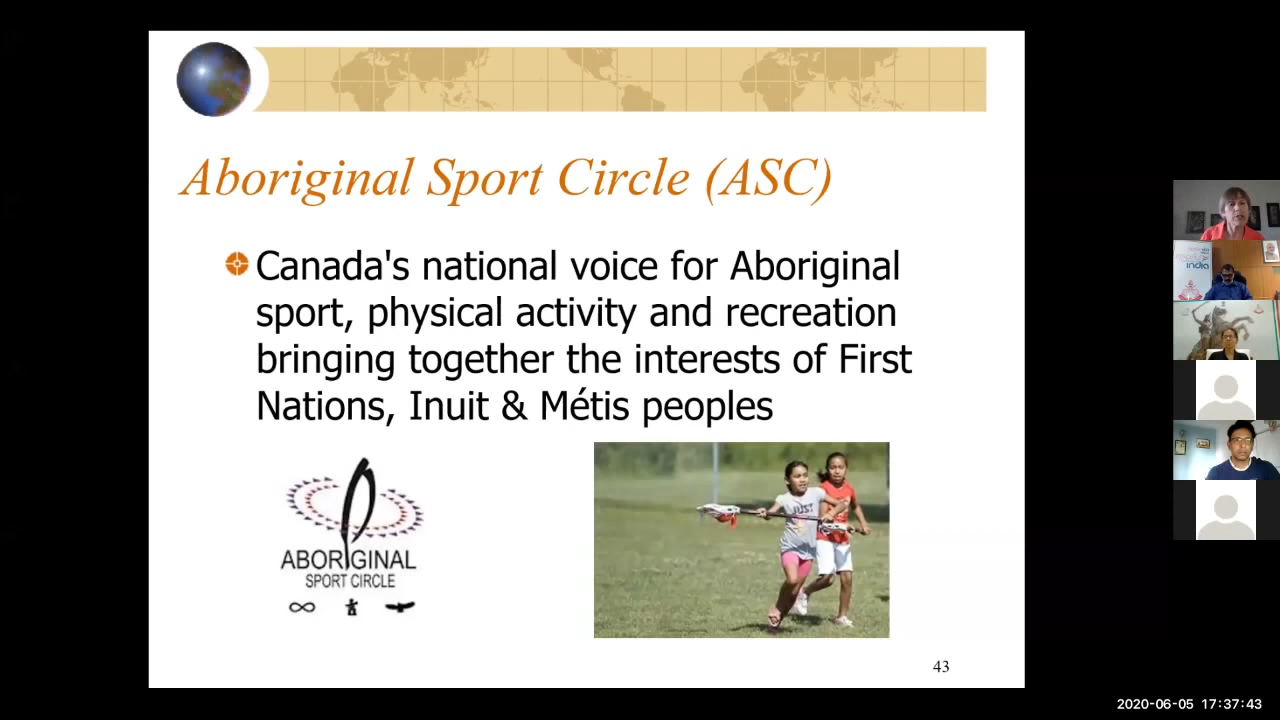 Aboriginal Sport Circle (ASC)
Canada's national voice for Aboriginal
sport, physical activity and recreation
bringing together the interests of First
Nations, Inuit & Métis peoples
ABORIGINAL
SPORT CIRCLE
JUST
43
india
2020-06-05 17:37:43